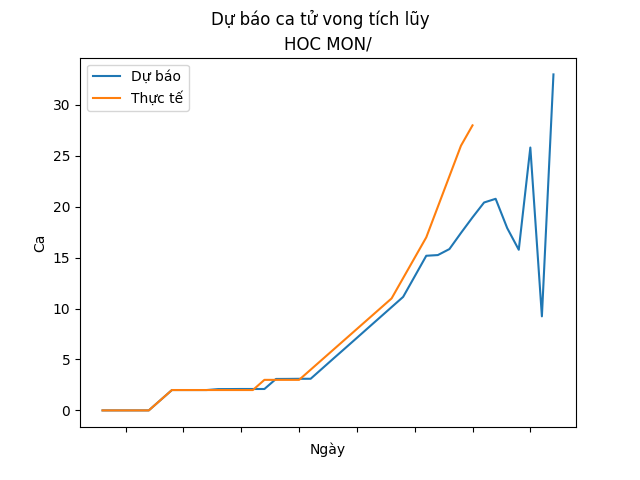 Dự báo ca tử vong tích lũy
HOC MON/
Dự báo
Thực tế
30
25
20
15
10
5
0
Ca
Ngày